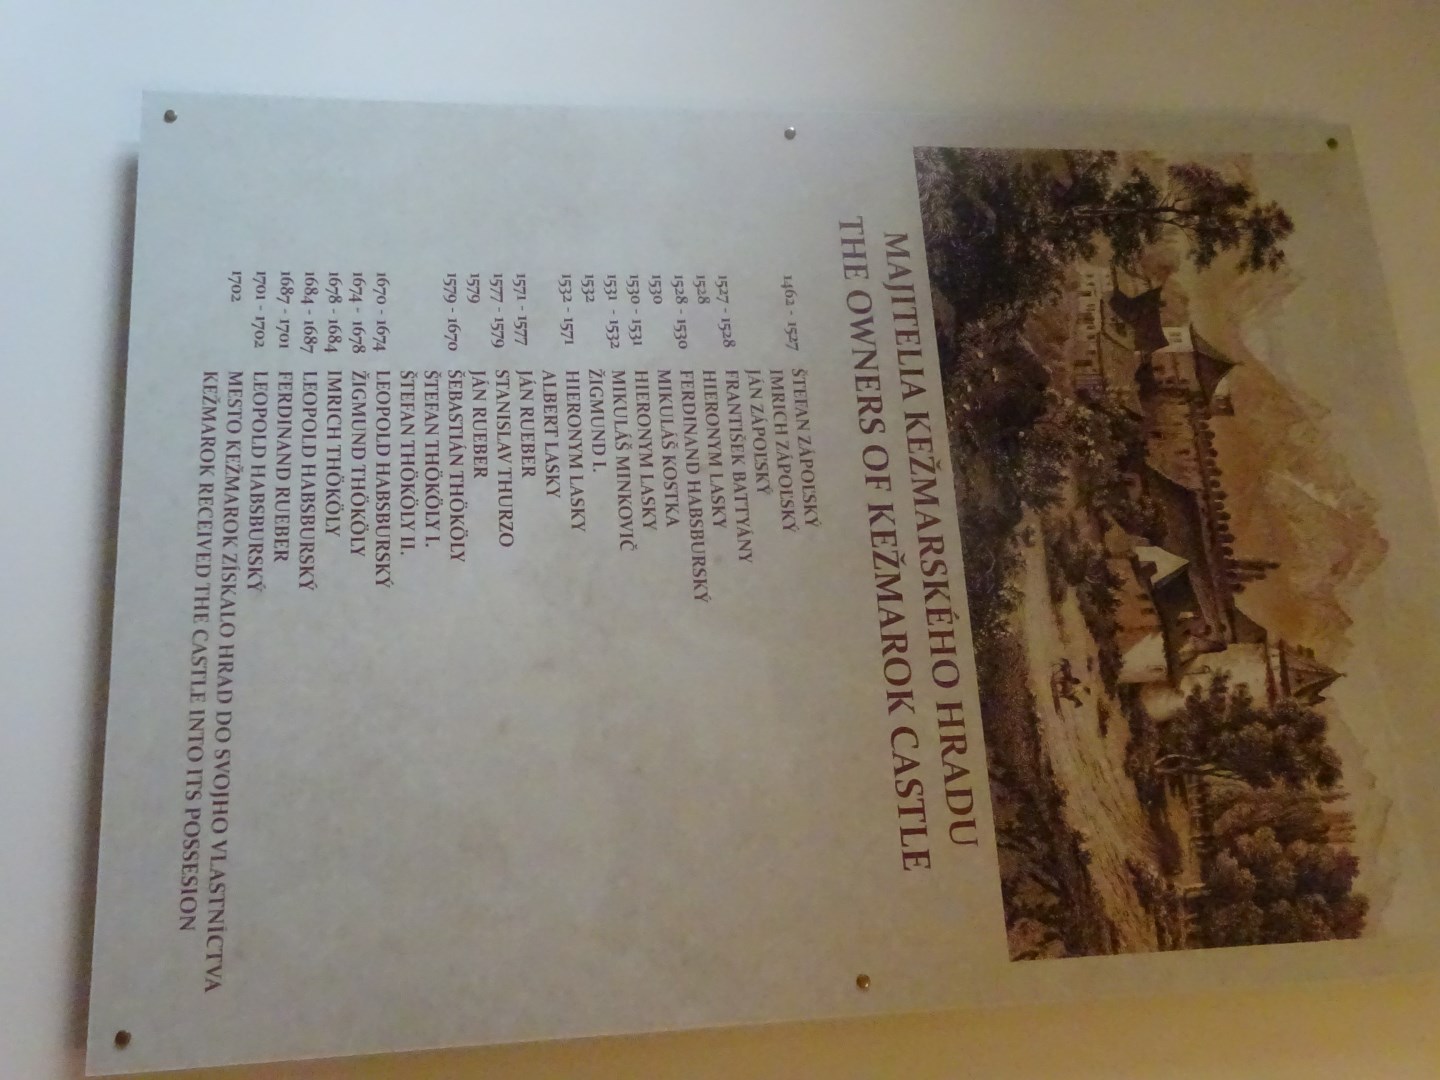 MAJITELIA KEŽMARSKÉHO HRADU
THE OWNERS OF KEŽMAROK CASTLE
1462 - 1527 ŠTEFAN ZÁPOĽSKÝ
IMRICH ZÁPOĽSKÝ
JÁN ZÁPOĽSKÝ
1527 - 1528 FRANTIŠEK BATTYÁNY
1528 HIERONYM LASKY
1528 - 1530 FERDINAND HABSBURSKÝ
1530 MIKULÁŠ KOSTKA
1530 - 1531 HIERONYM LASKY
1531 - 1532 MIKULÁŠ MINKOVIČ
1532 ŽIGMUND I.
1532 - 1571 HIERONYM LASKY
ALBERT LASKY
1571 - 1577 JÁN RUEBER
1577 - 1579 STANISLAV THURZO
1579 JÁN RUEBER
1579 - 1670 ŠEBASTIÁN THÖKÖLY
ŠTEFAN THÖKÖLY I.
ŠTEFAN THÖKÖLY II.
1670 - 1674 LEOPOLD HABSBURSKÝ
1674 - 1678 ŽIGMUND THÖKÖLY
1678 - 1684 IMRICH THÖKÖLY
1684 - 1687 LEOPOLD HABSBURSKÝ
1687 - 1701 FERDINAND RUEBER
1701 - 1702 LEOPOLD HABSBURSKÝ
1702 MESTO KEŽMAROK ZÍSKALO HRAD DO SVOJHO VLASTNÍCTVA
KEŽMAROK RECEIVED THE CASTLE INTO ITS POSSESION